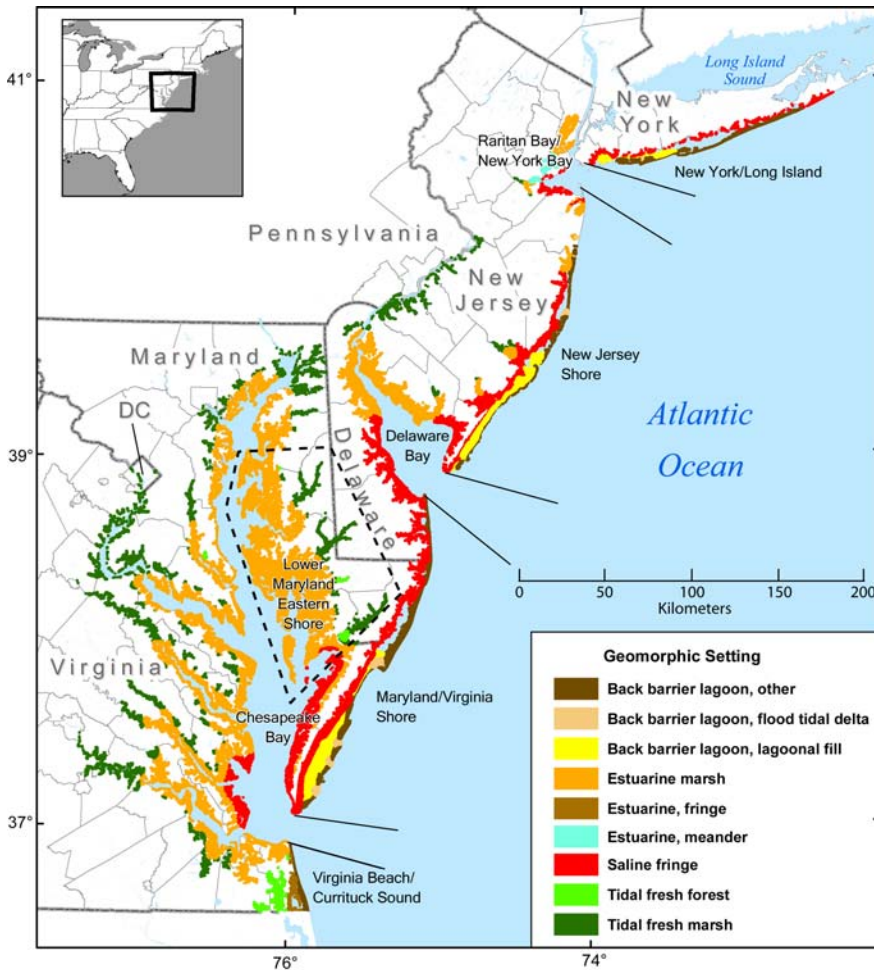 41°
39°
37°
76°
74°
Long Island
Sound
New
York
Raritan Bay/
New York Bay
New York/Long Island
Pennsylvania
New
Jersey
Maryland
New Jersey
Shore
DC
Delaware
Bay
Delaware
Atlantic
Ocean
Lower
Maryland
Eastern
Shore
0 50 100 150 200
Kilometers
Virginia
Maryland/Virginia
Shore
Chesapeake
Bay
Virginia Beach/
Currituck Sound
Geomorphic Setting
Back barrier lagoon, other
Back barrier lagoon, flood tidal delta
Back barrier lagoon, lagoonal fill
Estuarine marsh
Estuarine, fringe
Estuarine, meander
Saline fringe
Tidal fresh forest
Tidal fresh marsh